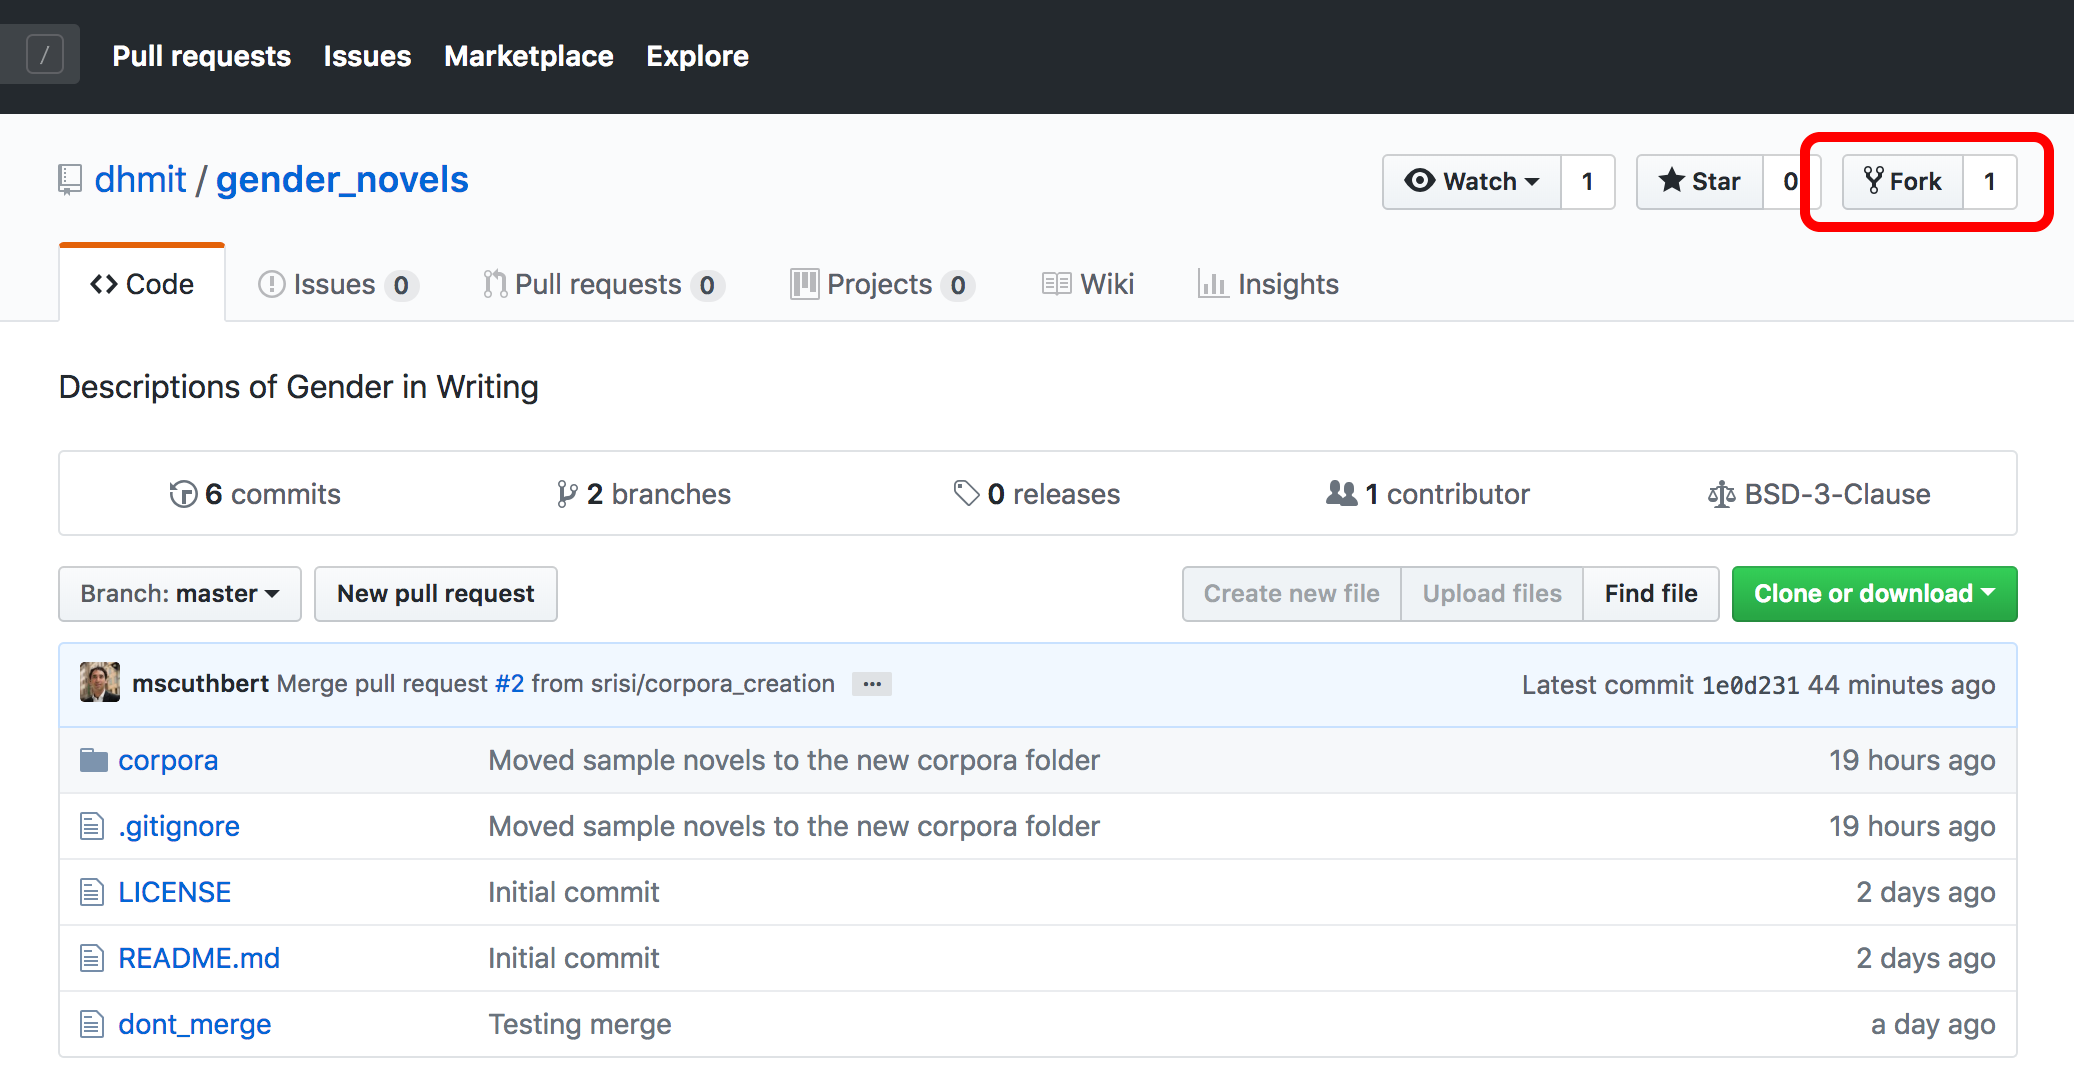 / Pull requests Issues Marketplace Explore
dhmit / gender_novels Watch 1 Star 0 Fork 1
Code Issues 0 Pull requests 0 Projects 0 Wiki Insights
Descriptions of Gender in Writing
6 commits 2 branches 0 releases 1 contributor BSD-3-Clause
Branch: master New pull request Create new file Upload files Find file Clone or download
mscuthbert Merge pull request #2 from srisi/corpora_creation ... Latest commit 1e0d231 44 minutes ago
corpora Moved sample novels to the new corpora folder 19 hours ago
.gitignore Moved sample novels to the new corpora folder 19 hours ago
LICENSE Initial commit 2 days ago
README.md Initial commit 2 days ago
dont_merge Testing merge a day ago